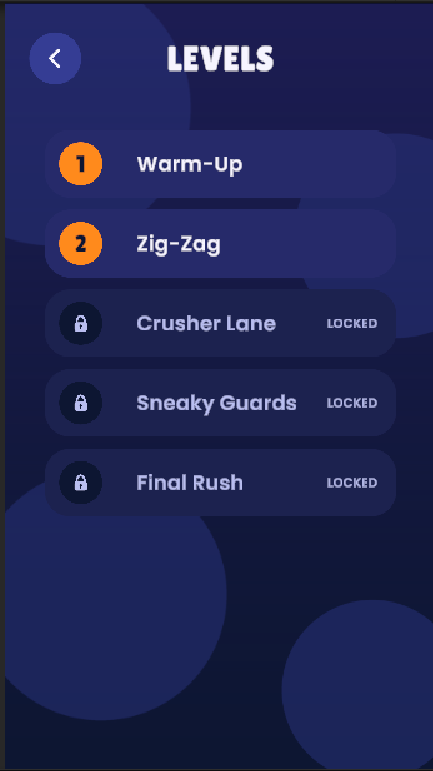 LEVELS
1 Warm-Up
2 Zig-Zag
Crusher Lane LOCKED
Sneaky Guards LOCKED
Final Rush LOCKED